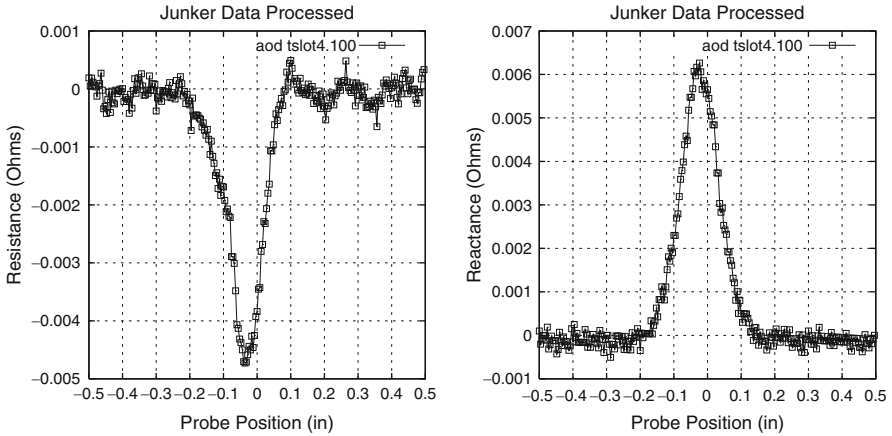 Junker Data Processed
aod tslot4.100
Resistance (Ohms)
0.001
0
−0.001
−0.002
−0.003
−0.004
−0.005
−0.5 −0.4 −0.3 −0.2 −0.1 0 0.1 0.2 0.3 0.4 0.5
Probe Position (in)
Junker Data Processed
aod tslot4.100
Reactance (Ohms)
0.007
0.006
0.005
0.004
0.003
0.002
0.001
0
−0.001
−0.5 −0.4 −0.3 −0.2 −0.1 0 0.1 0.2 0.3 0.4 0.5
Probe Position (in)